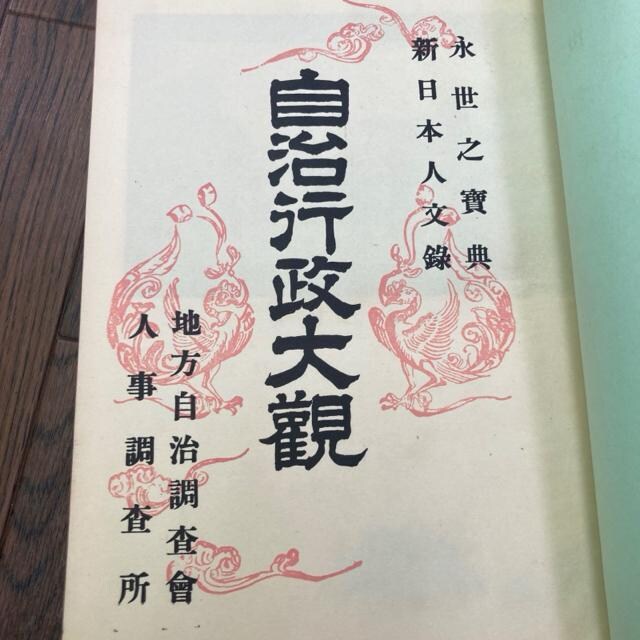 永世之寶典
新日本人文錄
自治行政大觀
地方自治調査會
人事調査所